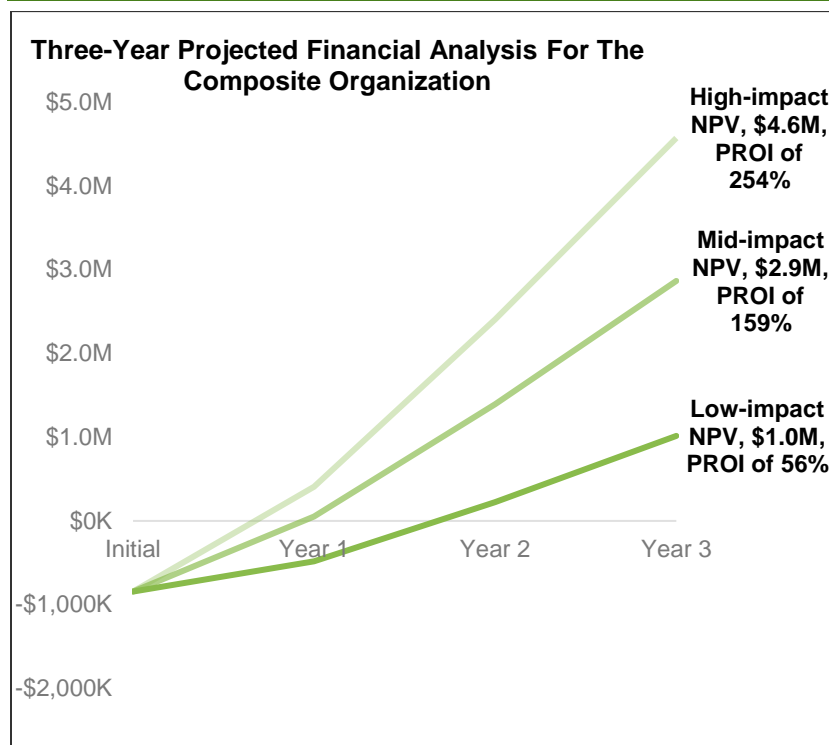 Three-Year Projected Financial Analysis For The
Composite Organization
$5.0M
$4.0M
$3.0M
$2.0M
$1.0M
$0K
-$1,000K
-$2,000K
Initial
Year 1
Year 2
Year 3
High-impact
NPV, $4.6M,
PROI of
254%
Mid-impact
NPV, $2.9M,
PROI of
159%
Low-impact
NPV, $1.0M,
PROI of 56%